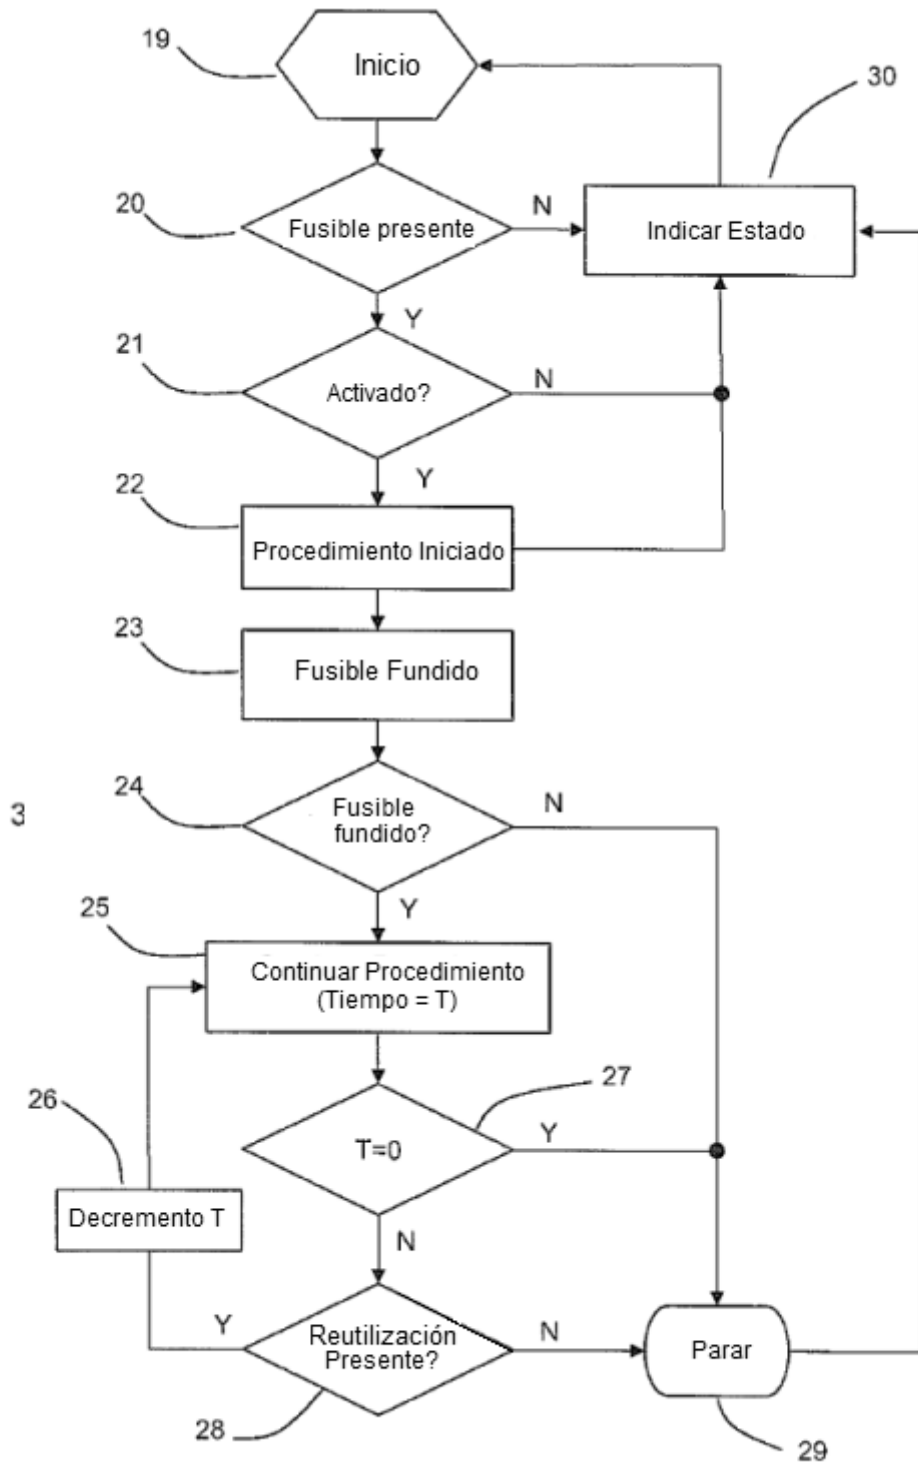 19
Inicio
30
20
Fusible presente
N
Indicar Estado
Y
21
Activado?
N
Y
22
Procedimiento Iniciado
23
Fusible Fundido
24
Fusible
fundido?
N
3
Y
25
Continuar Procedimiento
(Tiempo = T)
27
26
T=0
Y
Decremento T
N
Y
Reutilización
Presente?
N
Parar
28
29